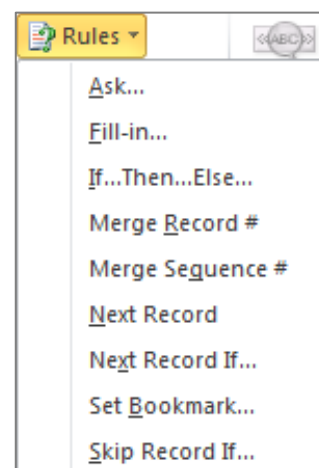 Rules
«ABC»
Ask...
Fill-in...
If...Then...Else...
Merge Record #
Merge Sequence #
Next Record
Next Record If...
Set Bookmark...
Skip Record If...